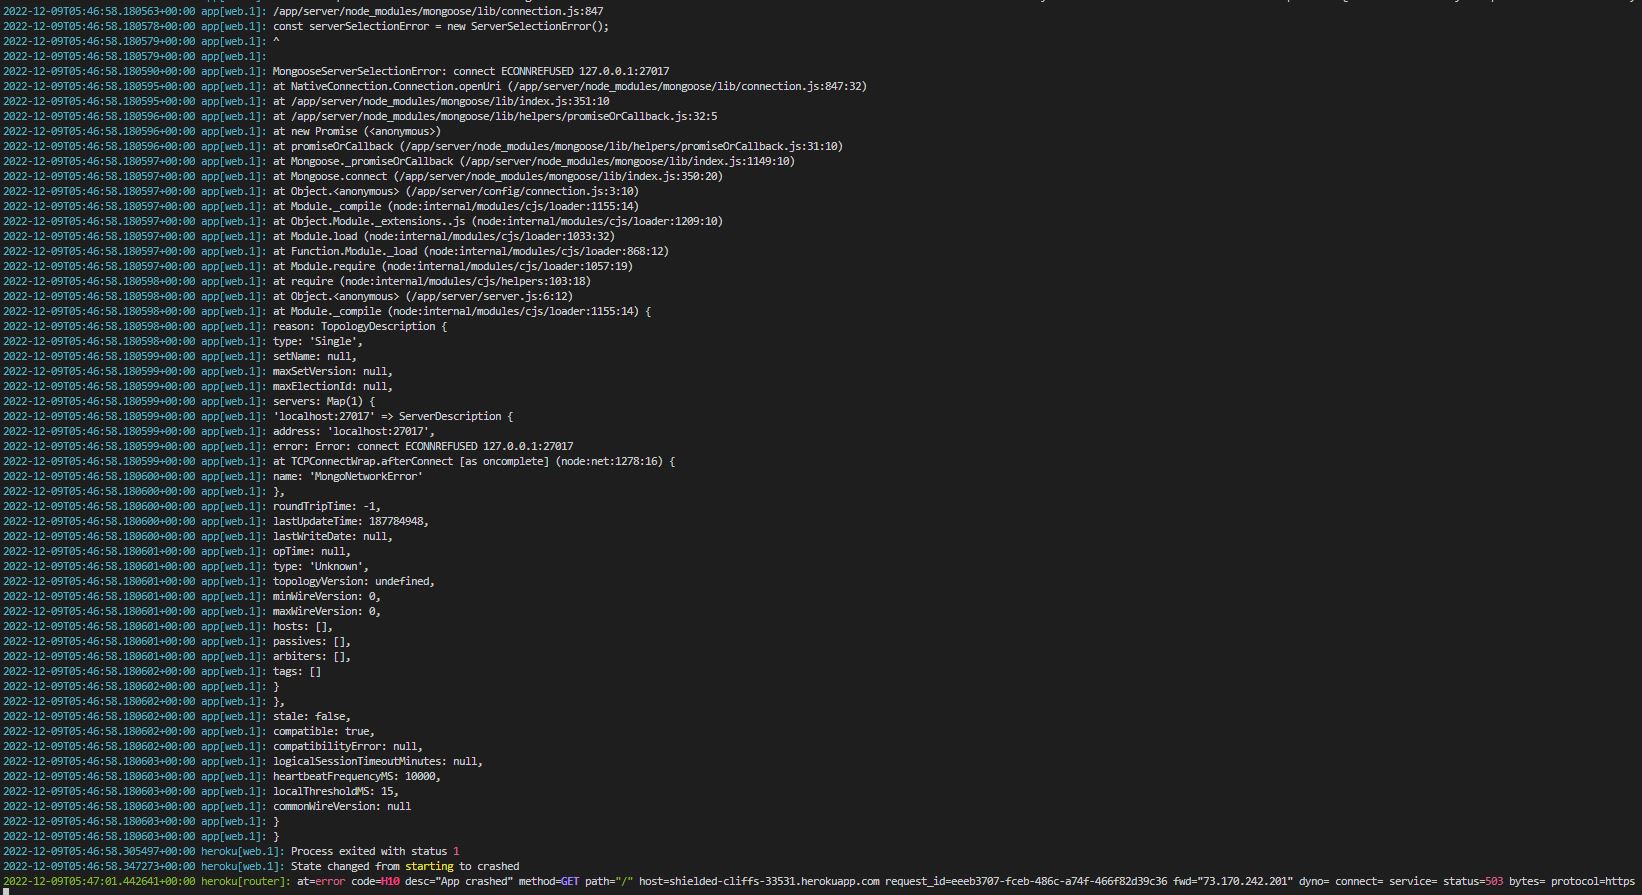 2022-12-09T05:46:58.180563+00:00 app[web.1]: /app/server/node_modules/mongoose/lib/connection.js:847
2022-12-09T05:46:58.180578+00:00 app[web.1]: const serverSelectionError = new ServerSelectionError();
2022-12-09T05:46:58.180579+00:00 app[web.1]: ^
2022-12-09T05:46:58.180579+00:00 app[web.1]:
2022-12-09T05:46:58.180590+00:00 app[web.1]: MongooseServerSelectionError: connect ECONNREFUSED 127.0.0.1:27017
2022-12-09T05:46:58.180595+00:00 app[web.1]: at NativeConnection.Connection.openUri (/app/server/node_modules/mongoose/lib/connection.js:847:32)
2022-12-09T05:46:58.180595+00:00 app[web.1]: at /app/server/node_modules/mongoose/lib/index.js:351:10
2022-12-09T05:46:58.180596+00:00 app[web.1]: at /app/server/node_modules/mongoose/lib/helpers/promiseOrCallback.js:32:5
2022-12-09T05:46:58.180596+00:00 app[web.1]: at new Promise (<anonymous>)
2022-12-09T05:46:58.180596+00:00 app[web.1]: at promiseOrCallback (/app/server/node_modules/mongoose/lib/helpers/promiseOrCallback.js:31:10)
2022-12-09T05:46:58.180597+00:00 app[web.1]: at Mongoose._promiseOrCallback (/app/server/node_modules/mongoose/lib/index.js:1149:10)
2022-12-09T05:46:58.180597+00:00 app[web.1]: at Mongoose.connect (/app/server/node_modules/mongoose/lib/index.js:350:20)
2022-12-09T05:46:58.180597+00:00 app[web.1]: at Object.<anonymous> (/app/server/config/connection.js:3:10)
2022-12-09T05:46:58.180597+00:00 app[web.1]: at Module._compile (node:internal/modules/cjs/loader:1155:14)
2022-12-09T05:46:58.180597+00:00 app[web.1]: at Object.Module._extensions..js (node:internal/modules/cjs/loader:1209:10)
2022-12-09T05:46:58.180597+00:00 app[web.1]: at Module.load (node:internal/modules/cjs/loader:1033:32)
2022-12-09T05:46:58.180597+00:00 app[web.1]: at Function.Module._load (node:internal/modules/cjs/loader:868:12)
2022-12-09T05:46:58.180597+00:00 app[web.1]: at Module.require (node:internal/modules/cjs/loader:1057:19)
2022-12-09T05:46:58.180598+00:00 app[web.1]: at require (node:internal/modules/cjs/helpers:103:18)
2022-12-09T05:46:58.180598+00:00 app[web.1]: at Object.<anonymous> (/app/server/server.js:6:12)
2022-12-09T05:46:58.180598+00:00 app[web.1]: at Module._compile (node:internal/modules/cjs/loader:1155:14) {
2022-12-09T05:46:58.180598+00:00 app[web.1]: reason: TopologyDescription {
2022-12-09T05:46:58.180599+00:00 app[web.1]: type: 'Single',
2022-12-09T05:46:58.180599+00:00 app[web.1]: setName: null,
2022-12-09T05:46:58.180599+00:00 app[web.1]: maxSetVersion: null,
2022-12-09T05:46:58.180599+00:00 app[web.1]: maxElectionId: null,
2022-12-09T05:46:58.180599+00:00 app[web.1]: servers: Map(1) {
2022-12-09T05:46:58.180599+00:00 app[web.1]: 'localhost:27017' => ServerDescription {
2022-12-09T05:46:58.180599+00:00 app[web.1]: address: 'localhost:27017',
2022-12-09T05:46:58.180599+00:00 app[web.1]: error: Error: connect ECONNREFUSED 127.0.0.1:27017
2022-12-09T05:46:58.180599+00:00 app[web.1]: at TCPConnectWrap.afterConnect [as oncomplete] (node:net:1278:16) {
2022-12-09T05:46:58.180600+00:00 app[web.1]: name: 'MongoNetworkError'
2022-12-09T05:46:58.180600+00:00 app[web.1]: },
2022-12-09T05:46:58.180600+00:00 app[web.1]: roundTripTime: -1,
2022-12-09T05:46:58.180600+00:00 app[web.1]: lastUpdateTime: 187784948,
2022-12-09T05:46:58.180600+00:00 app[web.1]: lastWriteDate: null,
2022-12-09T05:46:58.180601+00:00 app[web.1]: opTime: null,
2022-12-09T05:46:58.180601+00:00 app[web.1]: type: 'Unknown',
2022-12-09T05:46:58.180601+00:00 app[web.1]: topologyVersion: undefined,
2022-12-09T05:46:58.180601+00:00 app[web.1]: minWireVersion: 0,
2022-12-09T05:46:58.180601+00:00 app[web.1]: maxWireVersion: 0,
2022-12-09T05:46:58.180601+00:00 app[web.1]: hosts: [],
2022-12-09T05:46:58.180601+00:00 app[web.1]: passives: [],
2022-12-09T05:46:58.180601+00:00 app[web.1]: arbiters: [],
2022-12-09T05:46:58.180602+00:00 app[web.1]: tags: []
2022-12-09T05:46:58.180602+00:00 app[web.1]: }
2022-12-09T05:46:58.180602+00:00 app[web.1]: },
2022-12-09T05:46:58.180602+00:00 app[web.1]: stale: false,
2022-12-09T05:46:58.180602+00:00 app[web.1]: compatible: true,
2022-12-09T05:46:58.180602+00:00 app[web.1]: compatibilityError: null,
2022-12-09T05:46:58.180603+00:00 app[web.1]: logicalSessionTimeoutMinutes: null,
2022-12-09T05:46:58.180603+00:00 app[web.1]: heartbeatFrequencyMS: 10000,
2022-12-09T05:46:58.180603+00:00 app[web.1]: localThresholdMS: 15,
2022-12-09T05:46:58.180603+00:00 app[web.1]: commonWireVersion: null
2022-12-09T05:46:58.180603+00:00 app[web.1]: }
2022-12-09T05:46:58.180603+00:00 app[web.1]: }
2022-12-09T05:46:58.305497+00:00 heroku[web.1]: Process exited with status 1
2022-12-09T05:46:58.347273+00:00 heroku[web.1]: State changed from starting to crashed
2022-12-09T05:47:01.442641+00:00 heroku[router]: at=error code=H10 desc="App crashed" method=GET path="/" host=shielded-cliffs-33531.herokuapp.com request_id=eeeb3707-fceb-486c-a74f-466f82d39c36 fwd="73.170.242.201" dyno= connect= service= status=503 bytes= protocol=https